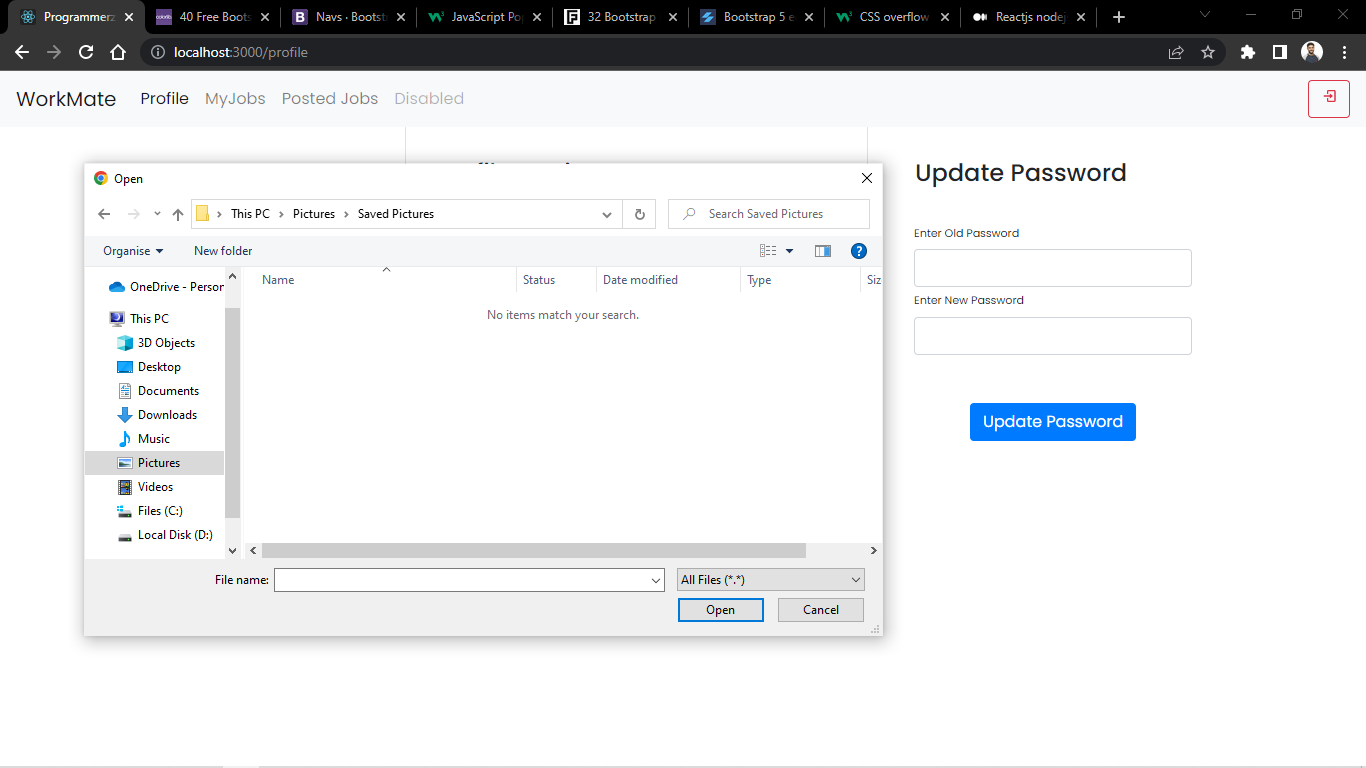 Programmerz
40 Free Boots
Navs · Bootst
JavaScript Po
32 Bootstrap
Bootstrap 5 e
CSS overflow
Reactjs nodej
localhost:3000/profile
WorkMate
Profile
MyJobs
Posted Jobs
Disabled
Open
This PC
Pictures
Saved Pictures
Search Saved Pictures
Organise
New folder
OneDrive - Person
This PC
3D Objects
Desktop
Documents
Downloads
Music
Pictures
Videos
Files (C:)
Local Disk (D:)
Name
Status
Date modified
Type
Siz
No items match your search.
File name:
All Files (*.*)
Open
Cancel
Update Password
Enter Old Password
Enter New Password
Update Password